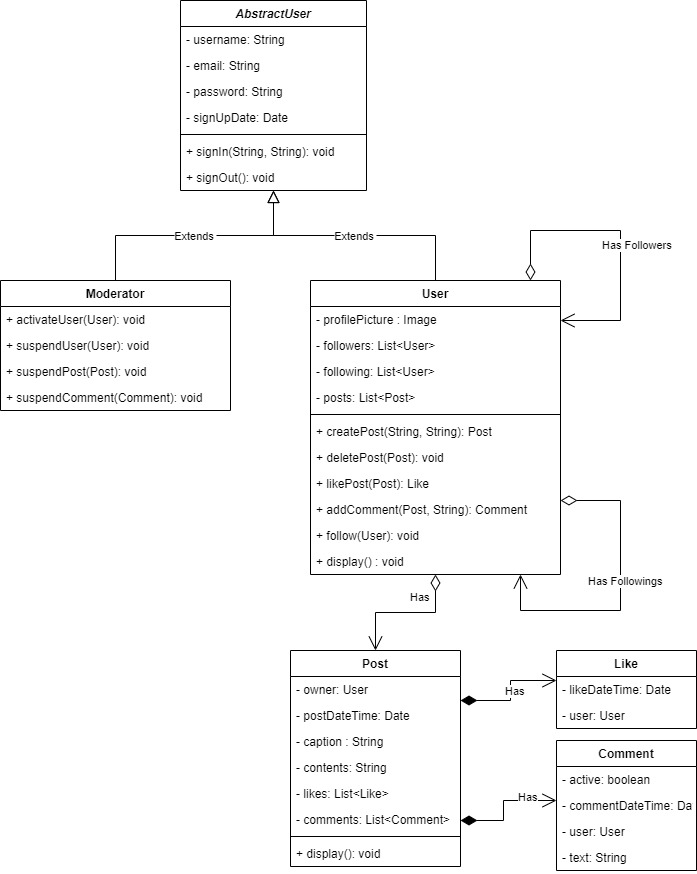 AbstractUser
- username: String
- email: String
- password: String
- signUpDate: Date
+ signIn(String, String): void
+ signOut(): void
Extends
Extends
Has Followers
Moderator
+ activateUser(User): void
+ suspendUser(User): void
+ suspendPost(Post): void
+ suspendComment(Comment): void
User
- profilePicture : Image
- followers: List<User>
- following: List<User>
- posts: List<Post>
+ createPost(String, String): Post
+ deletePost(Post): void
+ likePost(Post): Like
+ addComment(Post, String): Comment
+ follow(User): void
+ display() : void
Has Followings
Has
Post
- owner: User
- postDateTime: Date
- caption : String
- contents: String
- likes: List<Like>
- comments: List<Comment>
+ display(): void
Has
Like
- likeDateTime: Date
- user: User
Has
Comment
- active: boolean
- commentDateTime: Da
- user: User
- text: String